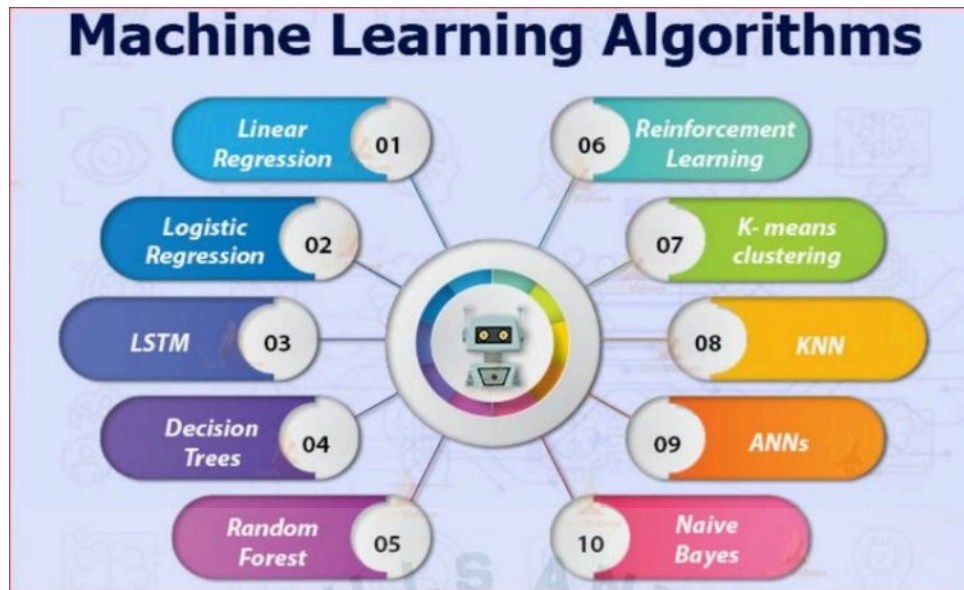 Machine Learning Algorithms
Linear
Regression
01
Logistic
Regression
02
LSTM
03
Decision
Trees
04
Random
Forest
05
06
Reinforcement
Learning
07
K- means
clustering
08
KNN
09
ANNs
10
Naive
Bayes